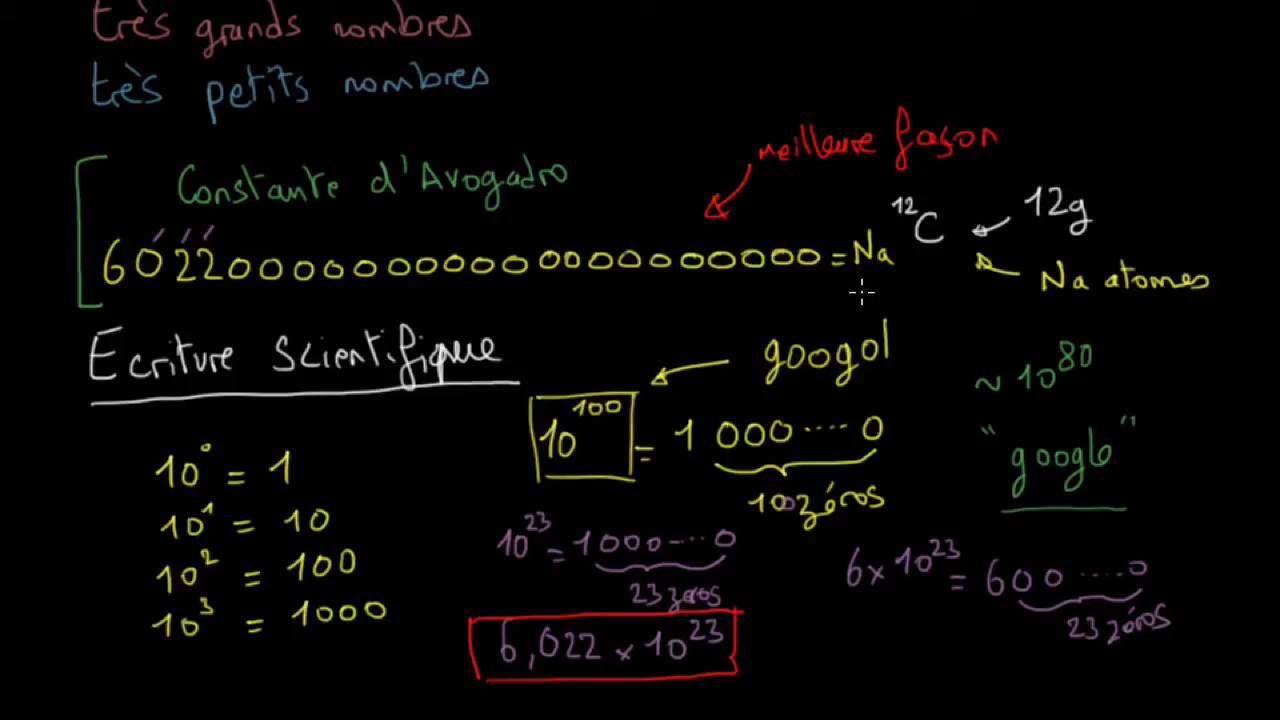 très grands nombres
très petits nombres
meilleure façon
Constante d'Avogadro
602200000000000000000000 = Na
12C
12g
Na atomes
Ecriture Scientifique
googol
~ 10^80
10^100 = 1 000 .... 0
100 zéros
"google"
10^0 = 1
10^1 = 10
10^2 = 100
10^3 = 1000
10^23 = 1000 .... 0
23 zéros
6 x 10^23 = 600 ..... 0
23 zéros
6,022 x 10^23